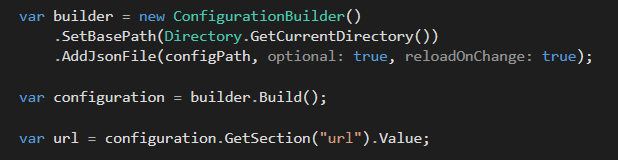 var builder = new ConfigurationBuilder()
.SetBasePath(Directory.GetCurrentDirectory())
.AddJsonFile(configPath, optional: true, reloadOnChange: true);
var configuration = builder.Build();
var url = configuration.GetSection("url").Value;